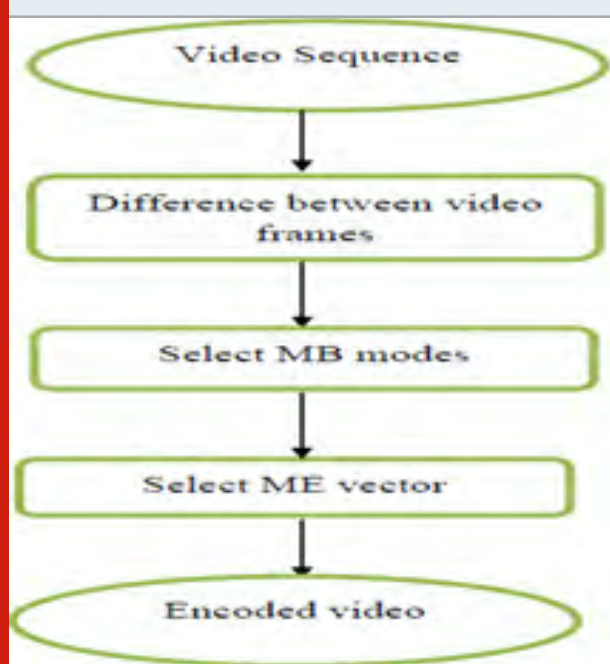 Video Sequence
Difference between video
frames
Select MB modes
Select ME vector
Encoded video